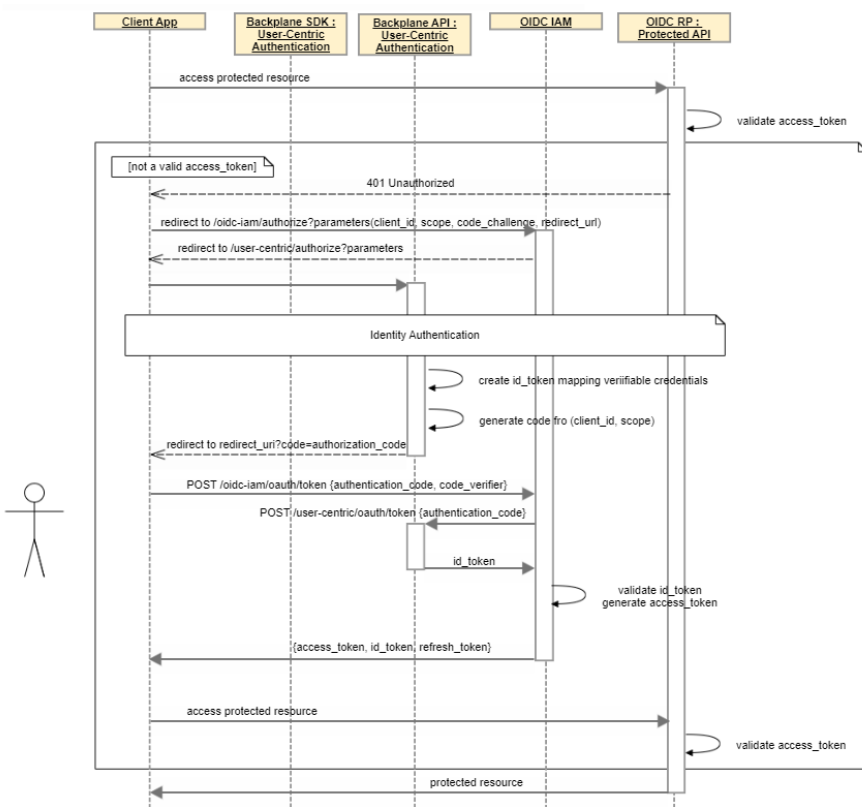 Client App
Backplane SDK :
User-Centric
Authentication
Backplane API :
User-Centric
Authentication
OIDC IAM
OIDC RP :
Protected API
access protected resource
validate access_token
[not a valid access_token]
401 Unauthorized
redirect to /oidc-iam/authorize?parameters(client_id, scope, code_challenge, redirect_url)
redirect to /user-centric/authorize?parameters
Identity Authentication
create id_token mapping veriifiable credentials
generate code fro (client_id, scope)
redirect to redirect_uri?code=authorization_code
POST /oidc-iam/oauth/token {authentication_code, code_verifier}
POST /user-centric/oauth/token {authentication_code}
id_token
validate id_token
generate access_token
{access_token, id_token, refresh_token}
access protected resource
validate access_token
protected resource